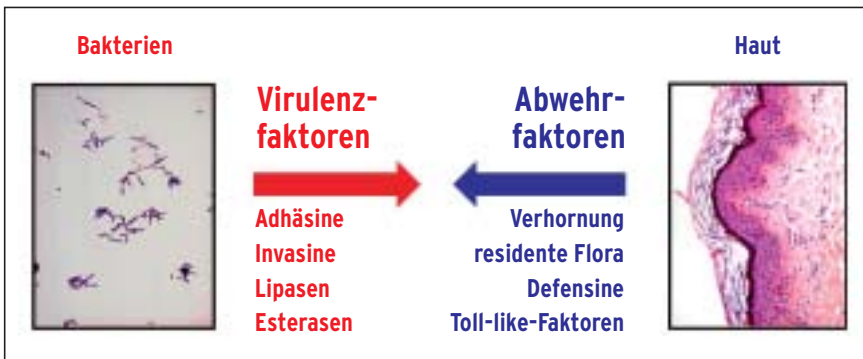 Bakterien
Haut
Virulenz-
faktoren
Abwehr-
faktoren
Adhäsine
Invasine
Lipasen
Esterasen
Verhornung
residente Flora
Defensine
Toll-like-Faktoren